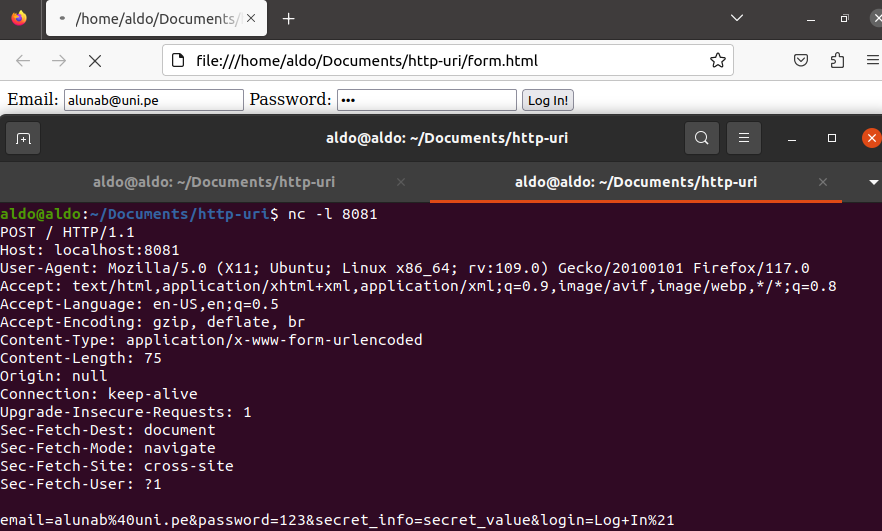 /home/aldo/Documents/
file:///home/aldo/Documents/http-uri/form.html
Email: alunab@uni.pe Password: ••• Log In!
aldo@aldo: ~/Documents/http-uri
aldo@aldo: ~/Documents/http-uri aldo@aldo: ~/Documents/http-uri
aldo@aldo:~/Documents/http-uri$ nc -l 8081
POST / HTTP/1.1
Host: localhost:8081
User-Agent: Mozilla/5.0 (X11; Ubuntu; Linux x86_64; rv:109.0) Gecko/20100101 Firefox/117.0
Accept: text/html,application/xhtml+xml,application/xml;q=0.9,image/avif,image/webp,*/*;q=0.8
Accept-Language: en-US,en;q=0.5
Accept-Encoding: gzip, deflate, br
Content-Type: application/x-www-form-urlencoded
Content-Length: 75
Origin: null
Connection: keep-alive
Upgrade-Insecure-Requests: 1
Sec-Fetch-Dest: document
Sec-Fetch-Mode: navigate
Sec-Fetch-Site: cross-site
Sec-Fetch-User: ?1

email=alunab%40uni.pe&password=123&secret_info=secret_value&login=Log+In%21